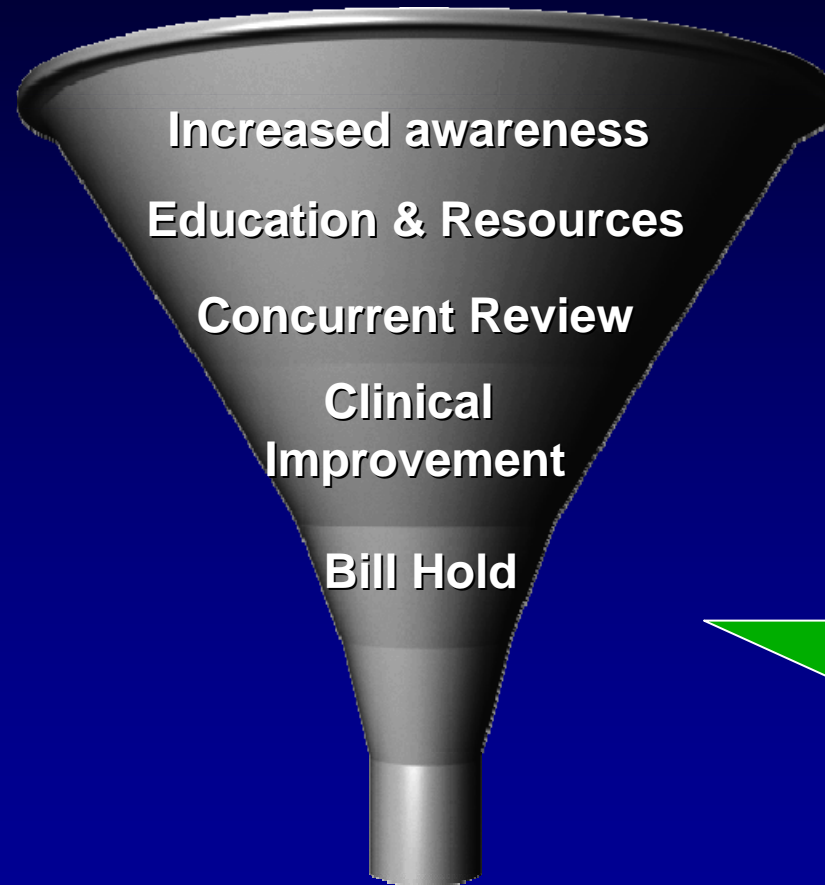 Increased awareness
Education & Resources
Concurrent Review
Clinical
Improvement
Bill Hold